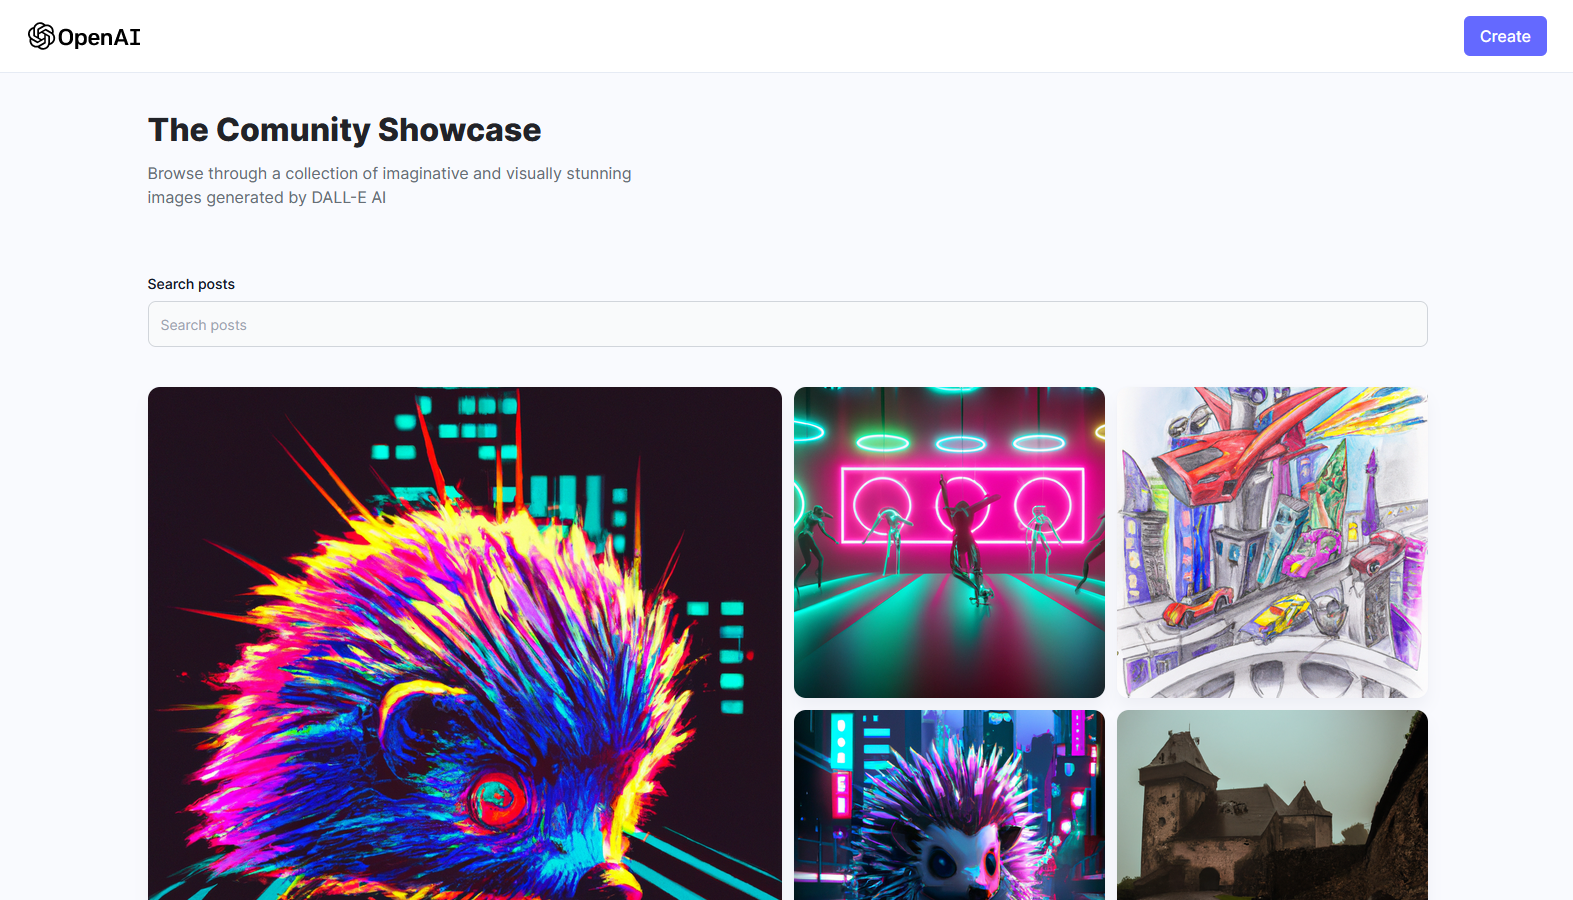 OpenAI
Create
The Comunity Showcase
Browse through a collection of imaginative and visually stunning
images generated by DALL-E AI
Search posts
Search posts